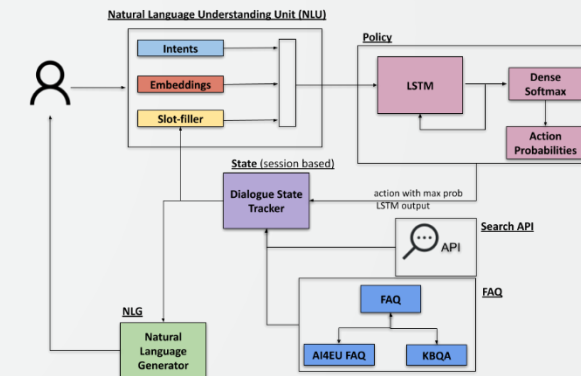 Natural Language Understanding Unit (NLU)
Intents
Embeddings
Slot-filler
Policy
LSTM
Dense
Softmax
Action
Probabilities
State (session based)
Dialogue State
Tracker
action with max prob
LSTM output
Search API
API
FAQ
FAQ
AI4EU FAQ
KBQA
NLG
Natural
Language
Generator